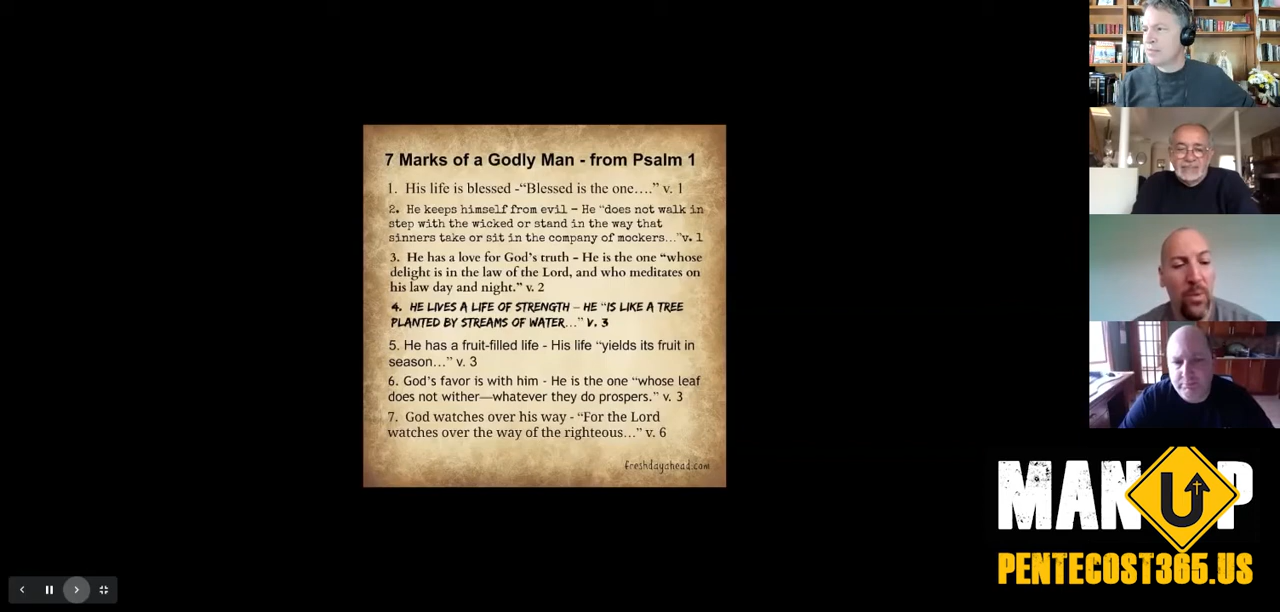 7 Marks of a Godly Man - from Psalm 1
1. His life is blessed -“Blessed is the one….” v. 1
2. He keeps himself from evil – He “does not walk in
step with the wicked or stand in the way that
sinners take or sit in the company of mockers…”v. 1
3. He has a love for God’s truth – He is the one “whose
delight is in the law of the Lord, and who meditates on
his law day and night.” v. 2
4. HE LIVES A LIFE OF STRENGTH – HE “IS LIKE A TREE
PLANTED BY STREAMS OF WATER…” V. 3
5. He has a fruit-filled life - His life “yields its fruit in
season…” v. 3
6. God’s favor is with him - He is the one “whose leaf
does not wither—whatever they do prospers.” v. 3
7. God watches over his way - “For the Lord
watches over the way of the righteous…” v. 6
freshdayahead.com
MAN UP
PENTECOST365.US